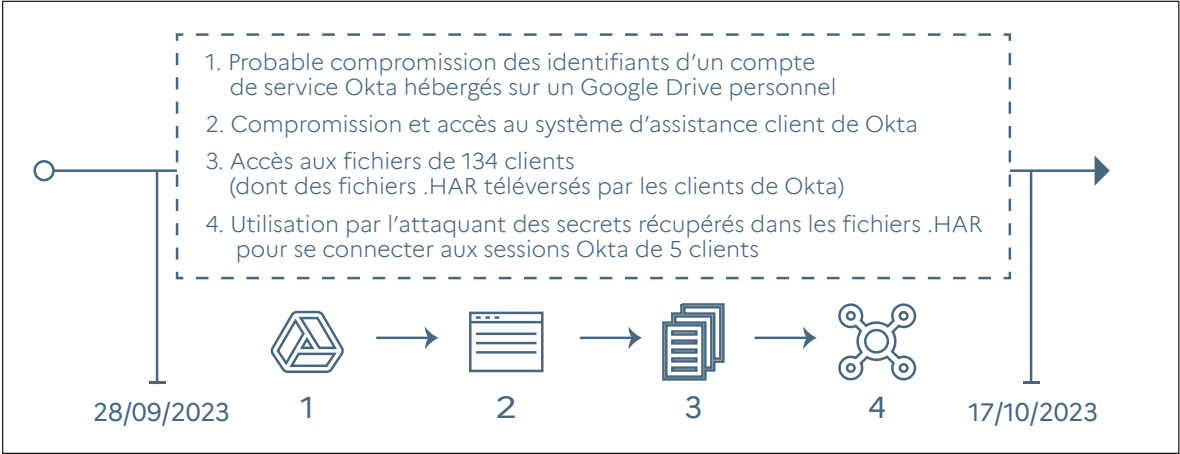 1. Probable compromission des identifiants d’un compte
de service Okta hébergés sur un Google Drive personnel
2. Compromission et accès au système d’assistance client de Okta
3. Accès aux fichiers de 134 clients
(dont des fichiers .HAR téléversés par les clients de Okta)
4. Utilisation par l’attaquant des secrets récupérés dans les fichiers .HAR
pour se connecter aux sessions Okta de 5 clients
28/09/2023
1
2
3
4
17/10/2023